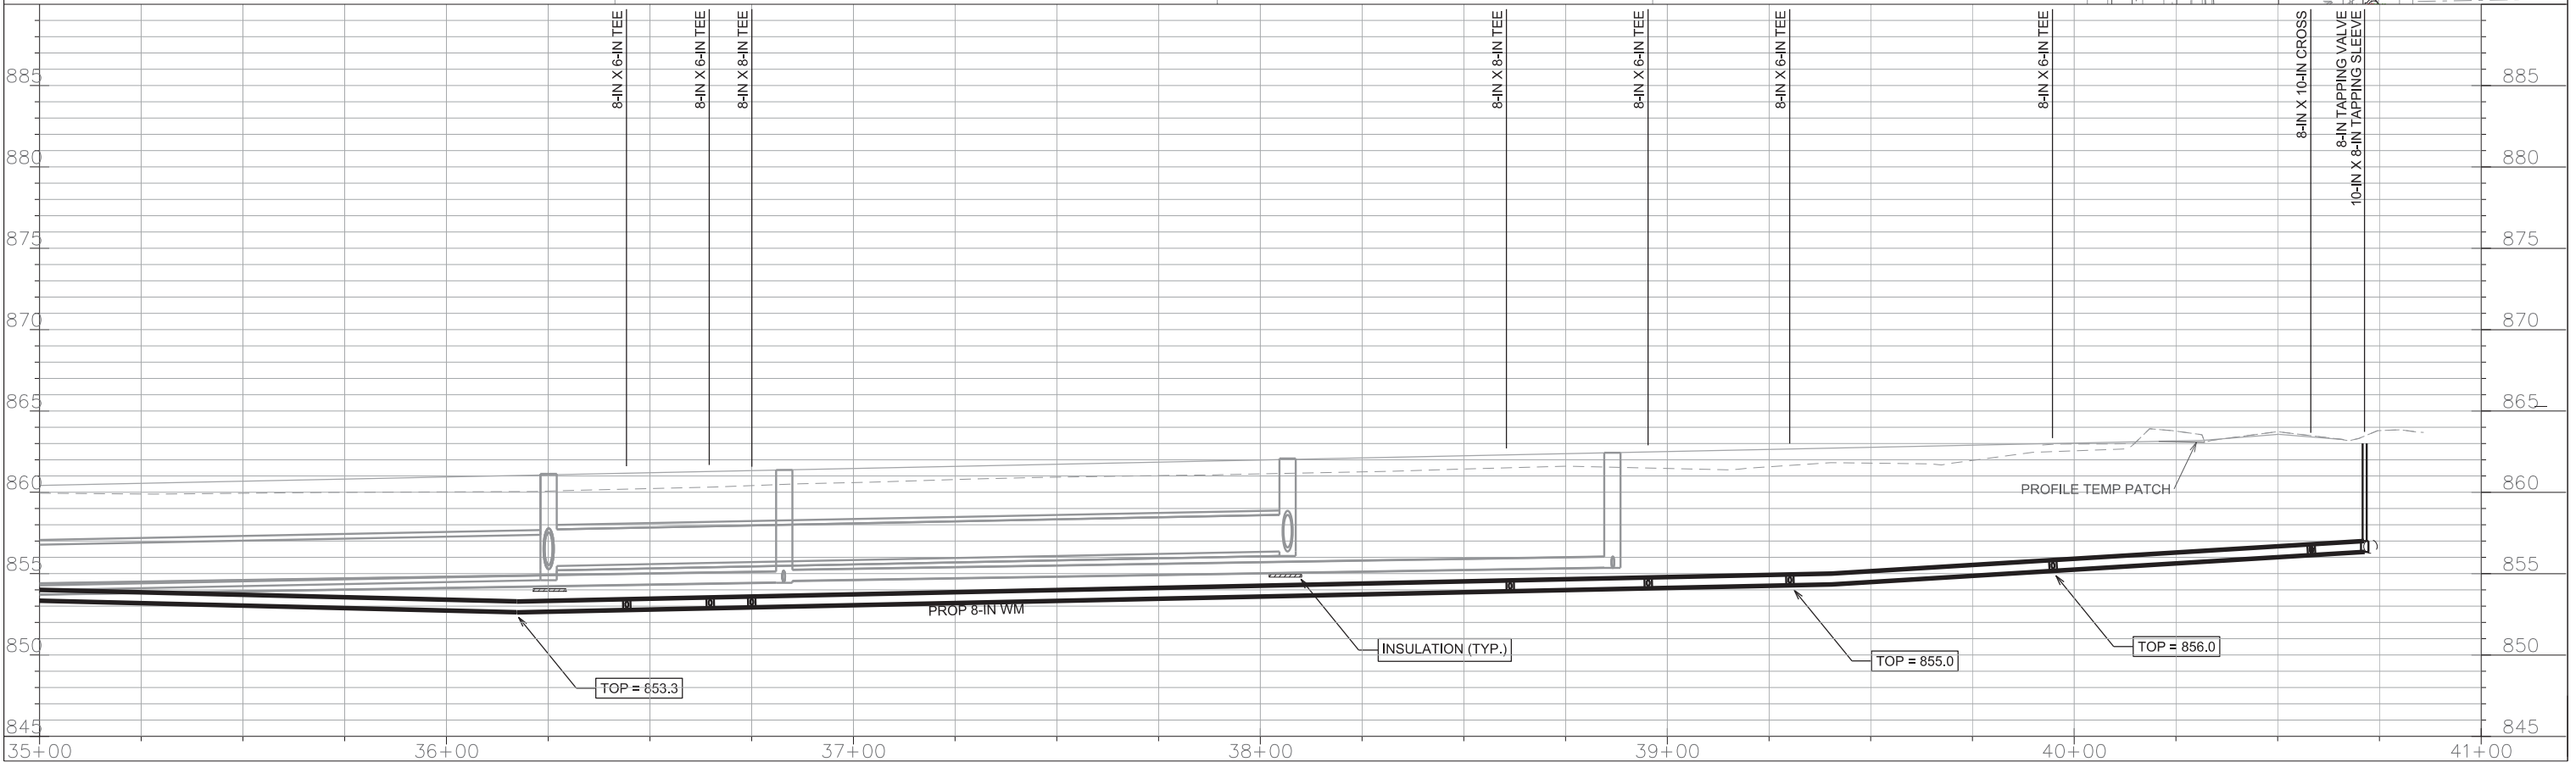 8-IN X 6-IN TEE
8-IN X 6-IN TEE
8-IN X 8-IN TEE
8-IN X 8-IN TEE
8-IN X 6-IN TEE
8-IN X 6-IN TEE
8-IN X 6-IN TEE
8-IN X 10-IN CROSS
8-IN TAPPING VALVE
10-IN X 8-IN TAPPING SLEEVE
885
885
880
880
875
875
870
870
865
865
860
PROFILE TEMP PATCH
860
855
855
PROP 8-IN WM
850
INSULATION (TYP.)
TOP = 856.0
850
TOP = 855.0
TOP = 853.3
845
845
35+00
36+00
37+00
38+00
39+00
40+00
41+00